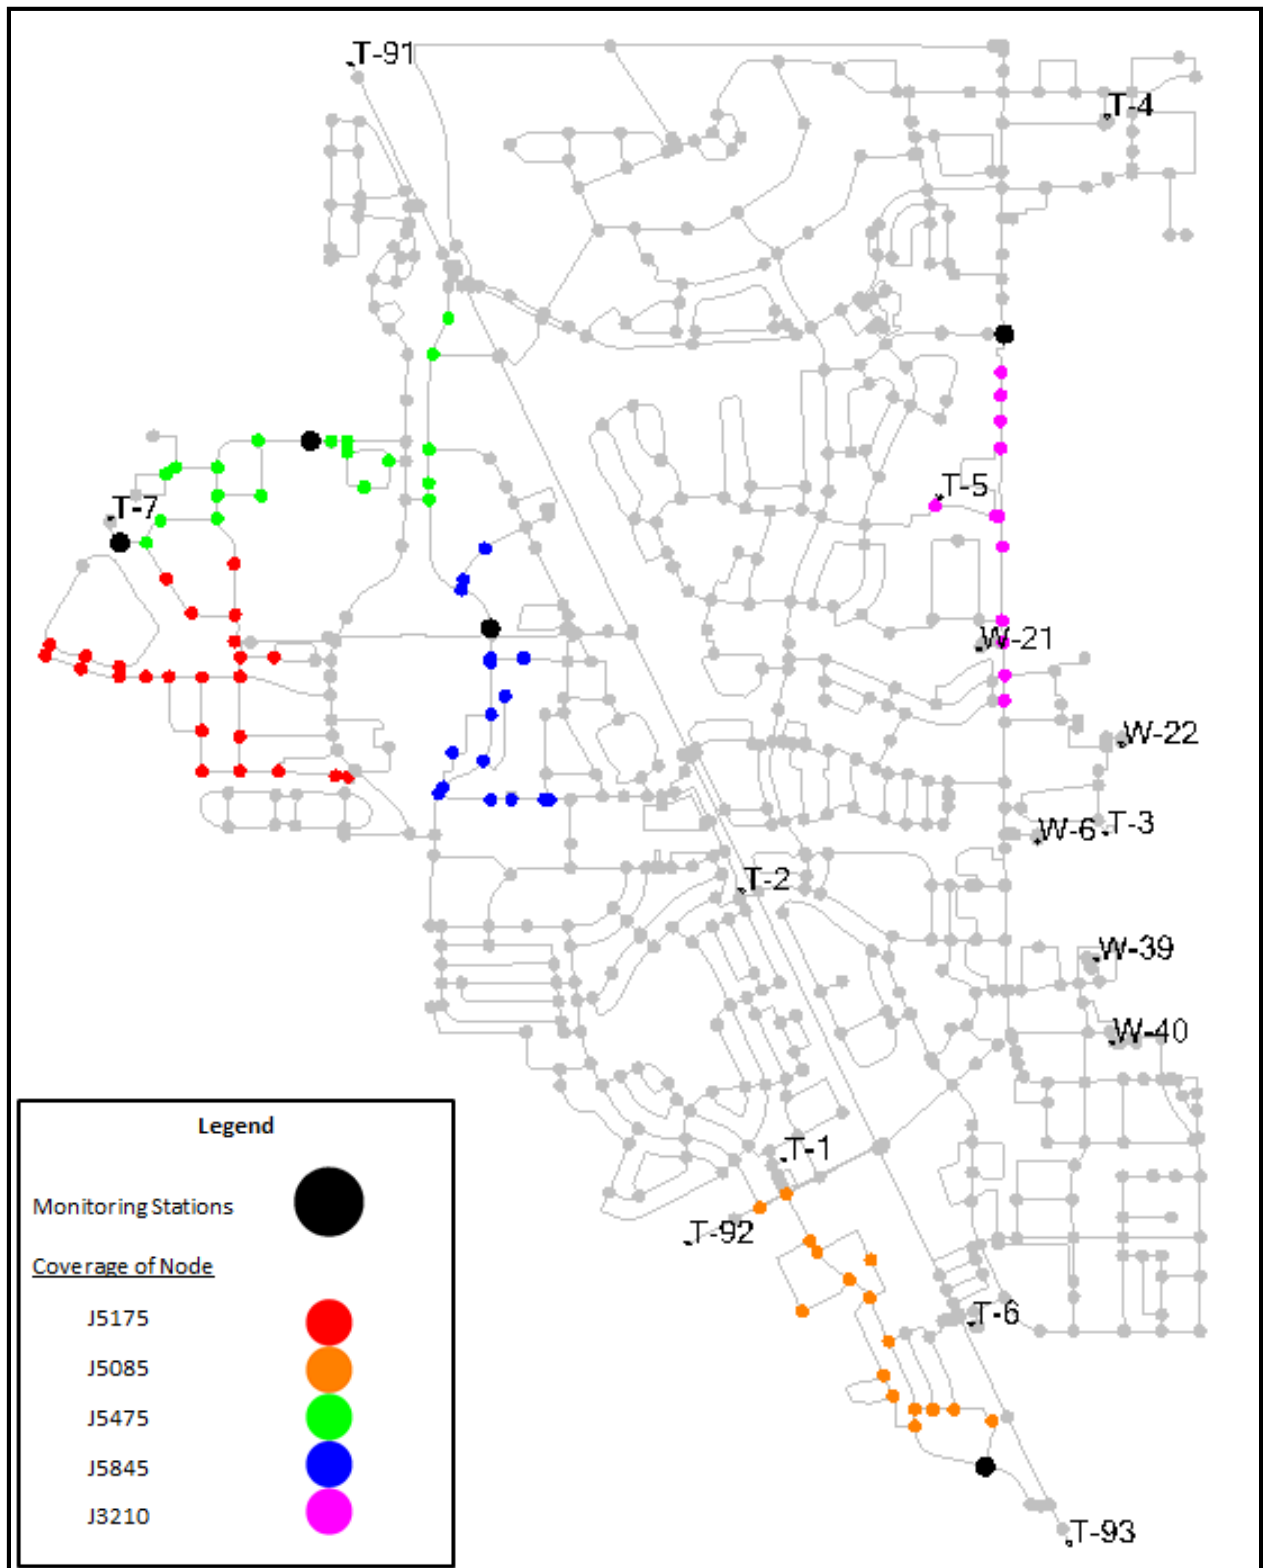 T-91
T-4
T-5
T-7
W-21
W-22
W-6
T-3
T-2
W-39
W-40
T-1
T-92
T-6
T-93
Legend
Monitoring Stations
Coverage of Node
J5175
J5085
J5475
J5845
J3210